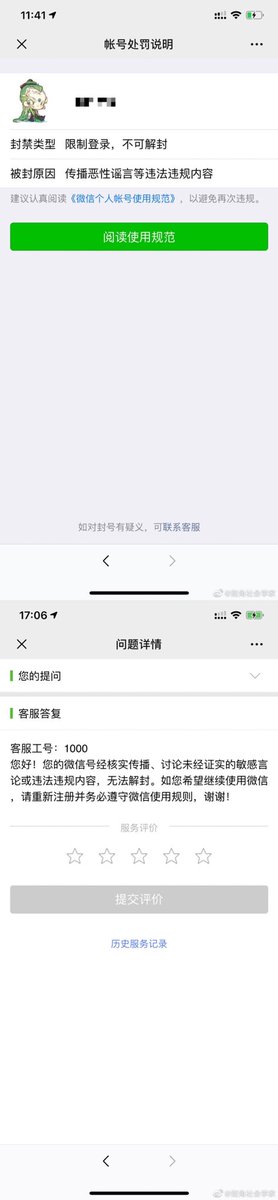 11:41
帐号处罚说明
封禁类型 限制登录，不可解封
被封原因 传播恶性谣言等违法违规内容
建议认真阅读《微信个人帐号使用规范》，以避免再次违规。
阅读使用规范
如对封号有疑义，可联系客服
17:06
问题详情
您的提问
客服答复
客服工号：1000
您好！您的微信号经核实传播、讨论未经证实的敏感言
论或违法违规内容，无法解封。如您希望继续使用微信
，请重新注册并务必遵守微信使用规则，谢谢！
服务评价
提交评价
历史服务记录